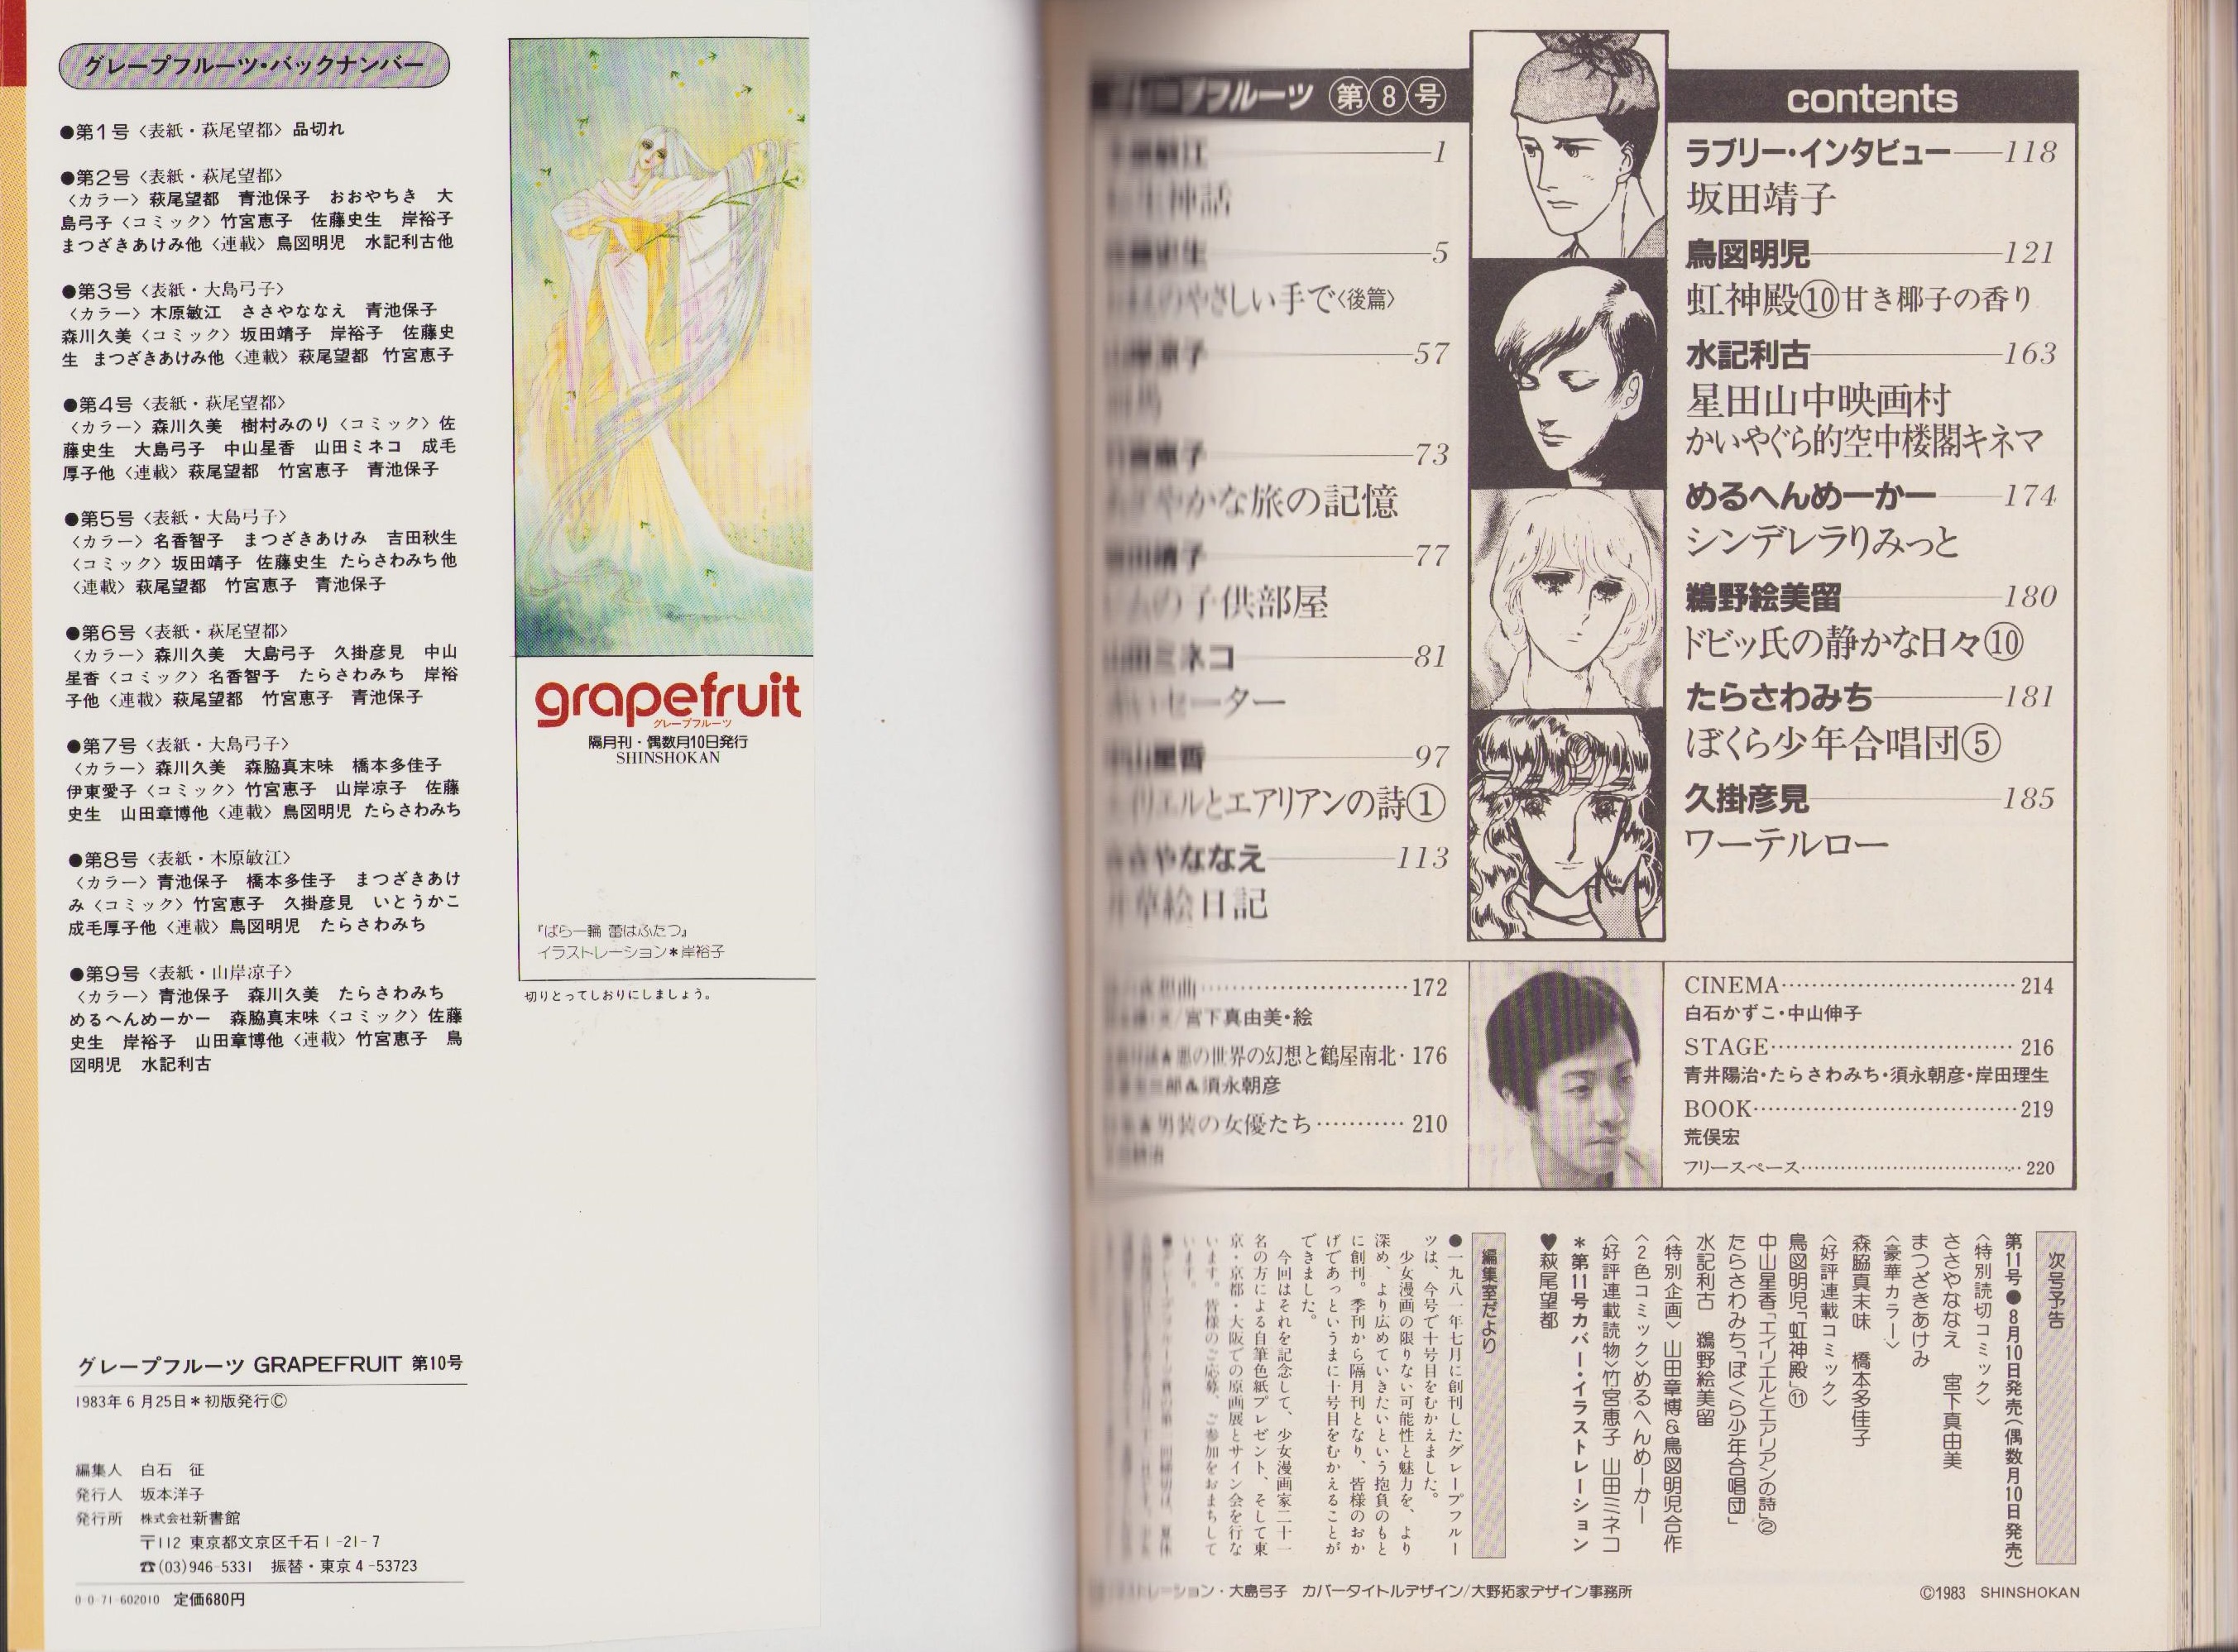 グレープフルーツ・バックナンバー
●第1号〈表紙・萩尾望都〉品切れ
●第2号〈表紙・萩尾望都〉
〈カラー〉萩尾望都　青池保子　おおやちき　大
島弓子〈コミック〉竹宮恵子　佐藤史生　岸裕子
まつざきあけみ他〈連載〉鳥図明児　水記利古他
●第3号〈表紙・大島弓子〉
〈カラー〉木原敏江　ささやななえ　青池保子
森川久美〈コミック〉坂田靖子　岸裕子　佐藤史
生　まつざきあけみ他〈連載〉萩尾望都　竹宮恵子
●第4号〈表紙・萩尾望都〉
〈カラー〉森川久美　樹村みのり〈コミック〉佐
藤史生　大島弓子　中山星香　山田ミネコ　成毛
厚子他〈連載〉萩尾望都　竹宮恵子　青池保子
●第5号〈表紙・大島弓子〉
〈カラー〉名香智子　まつざきあけみ　吉田秋生
〈コミック〉坂田靖子　佐藤史生　たらさわみち他
〈連載〉萩尾望都　竹宮恵子　青池保子
●第6号〈表紙・萩尾望都〉
〈カラー〉森川久美　大島弓子　久掛彦見　中山
星香〈コミック〉名香智子　たらさわみち　岸裕
子他〈連載〉萩尾望都　竹宮恵子　青池保子
●第7号〈表紙・大島弓子〉
〈カラー〉森川久美　森脇真末味　橋本多佳子
伊東愛子〈コミック〉竹宮恵子　山岸凉子　佐藤
史生　山田章博他〈連載〉鳥図明児　たらさわみち
●第8号〈表紙・木原敏江〉
〈カラー〉青池保子　橋本多佳子　まつざきあけ
み〈コミック〉竹宮恵子　久掛彦見　いとうかこ
成毛厚子他〈連載〉鳥図明児　たらさわみち
●第9号〈表紙・山岸凉子〉
〈カラー〉青池保子　森川久美　たらさわみち
めるへんめーかー　森脇真末味〈コミック〉佐藤
史生　岸裕子　山田章博他〈連載〉竹宮恵子　鳥
図明児　水記利古
グレープフルーツ GRAPEFRUIT 第10号
1983年6月25日＊初版発行Ⓒ
編集人　白石　征
発行人　坂本洋子
発行所　株式会社新書館
〒112 東京都文京区千石1-21-7
☎(03)946-5331　振替・東京4-53723
0-0-71-602010　定価680円
grapefruit
グレープフルーツ
隔月刊・偶数月10日発行
SHINSHOKAN
『ばら一輪 蕾はふたつ』
イラストレーション＊岸裕子
切りとってしおりにしましょう。
プフルーツ 第8号
1
神話
5
のやさしい手で〈後篇〉
57
73
やかな旅の記憶
77
の子供部屋
ミネコ 81
いセーター
97
イリエルとエアリアンの詩①
さやななえ 113
草絵日記
contents
ラブリー・インタビュー 118
坂田靖子
鳥図明児 121
虹神殿⑩甘き椰子の香り
水記利古 163
星田山中映画村
かいやぐら的空中楼閣キネマ
めるへんめーかー 174
シンデレラりみっと
鵺野絵美留 180
ドビッ氏の静かな日々⑩
たらさわみち 181
ぼくら少年合唱団⑤
久掛彦見 185
ワーテルロー
想曲 172
宮下真由美・絵
悪の世界の幻想と鶴屋南北・176
郎＆須永朝彦
男装の女優たち 210
CINEMA 214
白石かずこ・中山伸子
STAGE 216
青井陽治・たらさわみち・須永朝彦・岸田理生
BOOK 219
荒俣宏
フリースペース 220
次号予告
第11号●8月10日発売（偶数月10日発売）
〈特別読切コミック〉
ささやななえ　宮下真由美
まつざきあけみ
〈豪華カラー〉
森脇真末味　橋本多佳子
〈好評連載コミック〉
鳥図明児「虹神殿」⑪
中山星香「エイリエルとエアリアンの詩」②
たらさわみち「ぼくら少年合唱団」
水記利古　鵺野絵美留
〈特別企画〉山田章博＆鳥図明児合作
〈2色コミック〉めるへんめーかー
〈好評連載読物〉竹宮恵子　山田ミネコ
＊第11号カバー・イラストレーション
♥萩尾望都
編集室だより
●一九八一年七月に創刊したグレープフルー
ツは、今号で十号目をむかえました。
少女漫画の限りない可能性と魅力を、より
深め、より広めていきたいという抱負のもと
に創刊。季刊から隔月刊となり、皆様のおか
げであっというまに十号目をむかえることが
できました。
今回はそれを記念して、少女漫画家二十一
名の方による自筆色紙プレゼント、そして東
京・京都・大阪での原画展とサイン会を行な
います。皆様のご応募、ご参加をおまちして
います。
ストレーション・大島弓子　カバータイトルデザイン/大野拓家デザイン事務所
©1983　SHINSHOKAN